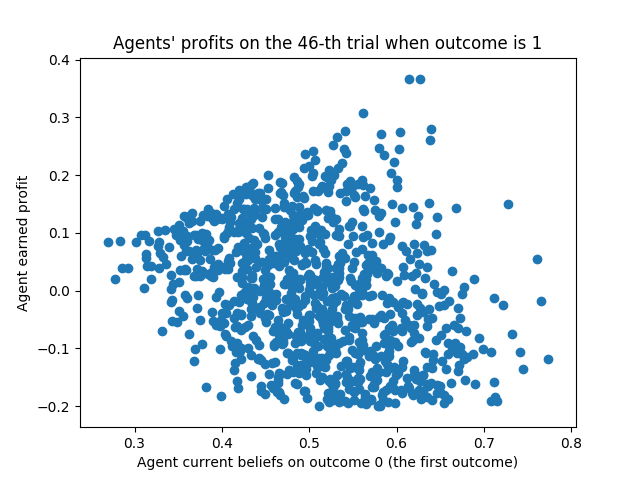 Agents' profits on the 46-th trial when outcome is 1
0.4
0.3
0.2
0.1
0.0
−0.1
−0.2
Agent earned profit
0.3 0.4 0.5 0.6 0.7 0.8
Agent current beliefs on outcome 0 (the first outcome)